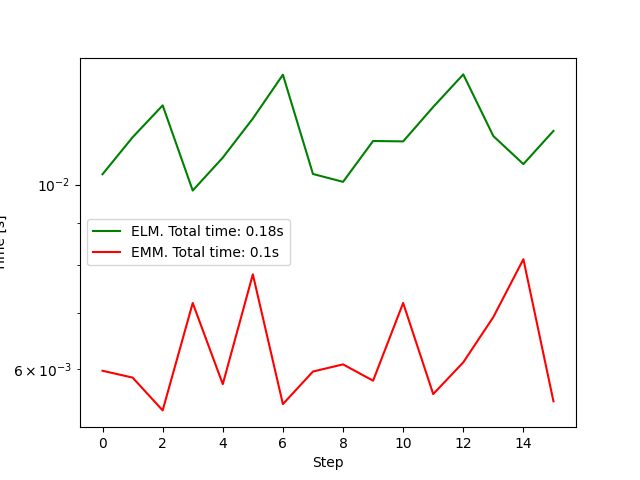 10⁻²
Time [s]
ELM. Total time: 0.18s
EMM. Total time: 0.1s
6 × 10⁻³
0 2 4 6 8 10 12 14
Step